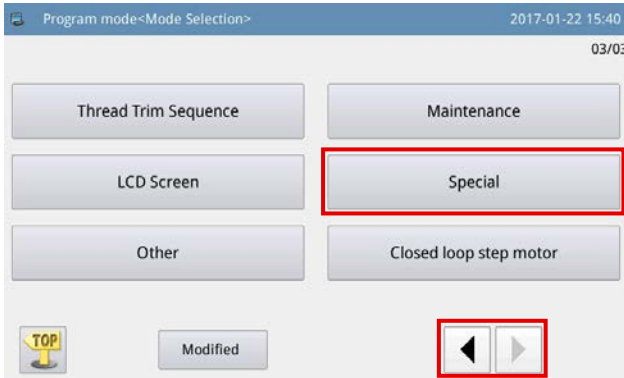 Program mode<Mode Selection> 2017-01-22 15:40
03/03
Thread Trim Sequence Maintenance
LCD Screen Special
Other Closed loop step motor
TOP Modified